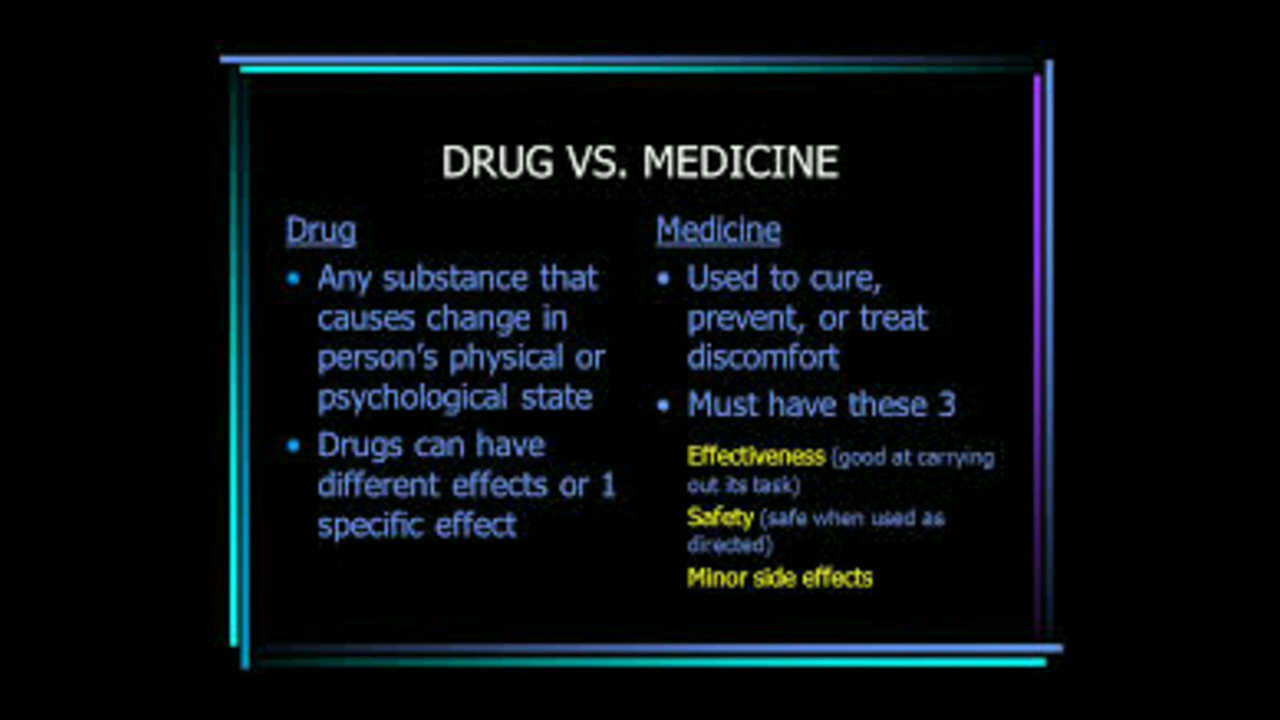 DRUG VS. MEDICINE
Drug
• Any substance that
causes change in
person's physical or
psychological state
• Drugs can have
different effects or 1
specific effect
Medicine
• Used to cure,
prevent, or treat
discomfort
• Must have these 3
Effectiveness (good at carrying
out its task)
Safety (safe when used as
directed)
Minor side effects